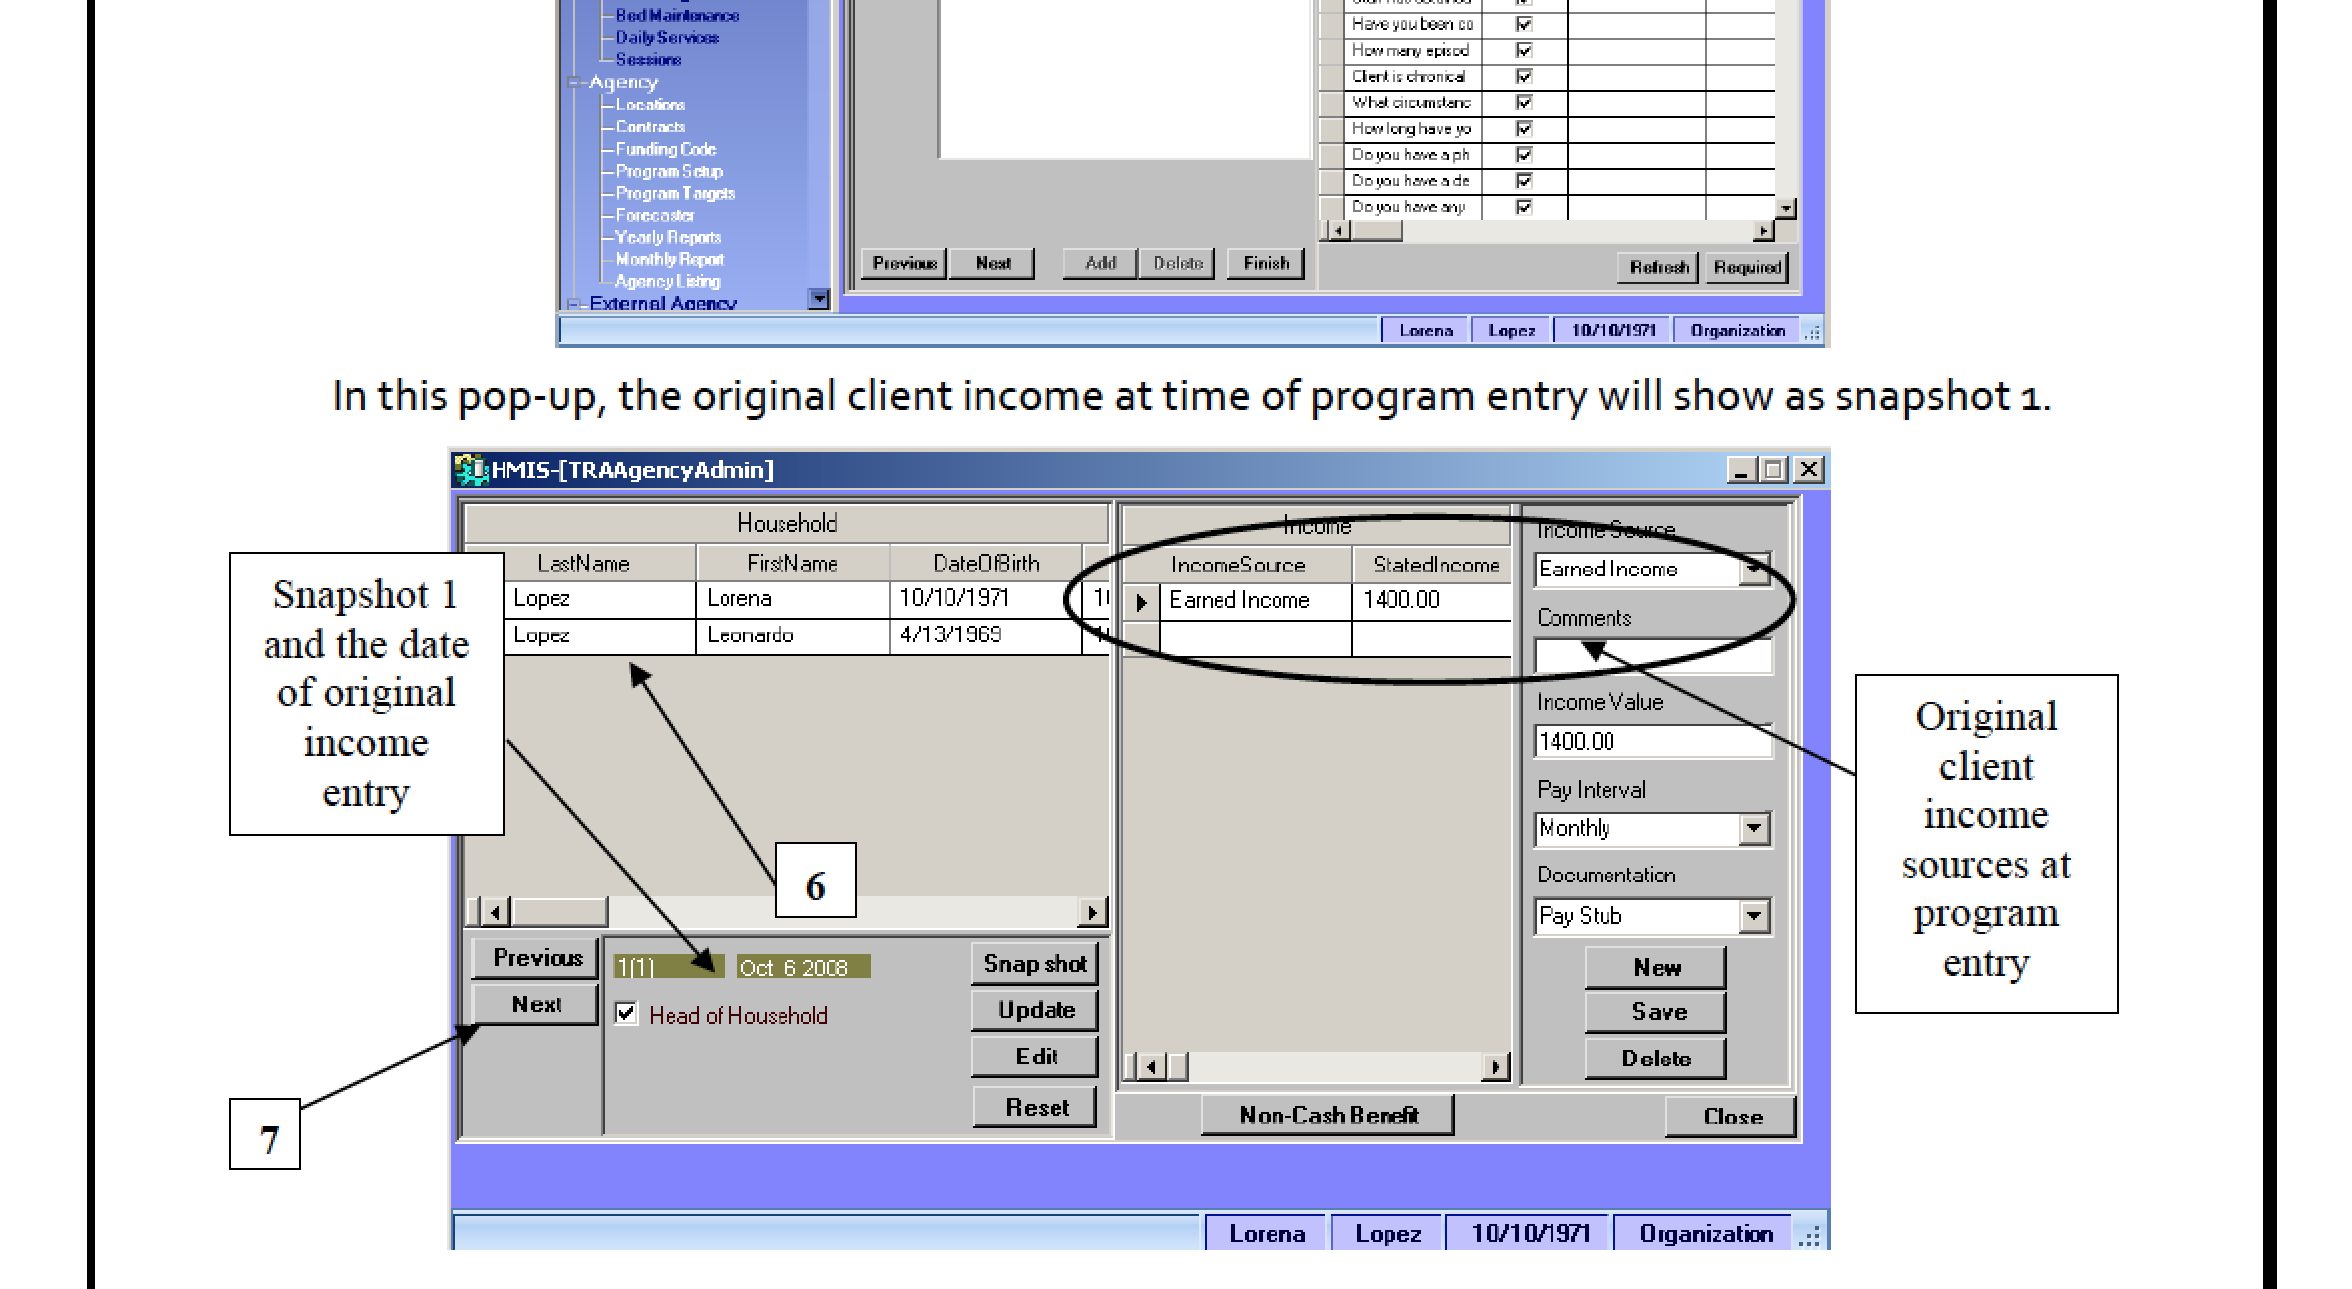 Bed Maintenance
Daily Services
Sessions
Agency
Locations
Contracts
Funding Code
Program Setup
Program Targets
Forecaster
Yearly Reports
Monthly Report
Agency Listing
External Agency
Have you been co
How many episod
Client is chronical
What circumstanc
How long have yo
Do you have a ph
Do you have a de
Do you have any
Previous Next Add Delete Finish
Refresh Required
Lorena Lopez 10/10/1971 Organization
In this pop-up, the original client income at time of program entry will show as snapshot 1.
HMIS-[TRAAgencyAdmin]
Household
LastName FirstName DateOfBirth
Lopez Lorena 10/10/1971
Lopez Leonardo 4/13/1969
Income
IncomeSource StatedIncome
Earned Income 1400.00
Income Source
Earned Income
Comments
Income Value
1400.00
Pay Interval
Monthly
Documentation
Pay Stub
New
Save
Delete
Snapshot 1
and the date
of original
income
entry
6
7
Original
client
income
sources at
program
entry
Previous
Next
1(1) Oct 6 2008
Head of Household
Snap shot
Update
Edit
Reset
Non-Cash Benefit
Close
Lorena Lopez 10/10/1971 Organization